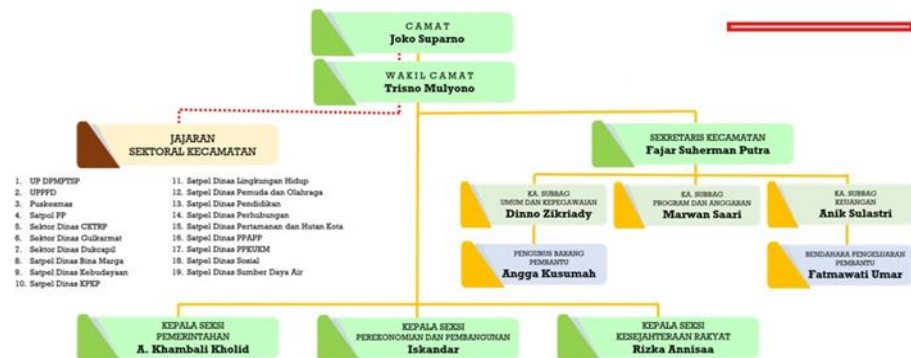 CAMAT
Joko Suparno
WAKIL CAMAT
Trisno Mulyono
JAJARAN
SEKTORAL KECAMATAN
1. UP DPMPTSP
2. UPPPD
3. Puskesmas
4. Satpol PP
5. Sektor Dinas CKTRP
6. Sektor Dinas Gulkarmat
7. Sektor Dinas Dukcapil
8. Satpel Dinas Bina Marga
9. Satpel Dinas Kebudayaan
10. Satpel Dinas KPKP
11. Satpel Dinas Lingkungan Hidup
12. Satpel Dinas Pemuda dan Olahraga
13. Satpel Dinas Pendidikan
14. Satpel Dinas Perhubungan
15. Satpel Dinas Pertamanan dan Hutan Kota
16. Satpel Dinas PPAPP
17. Satpel Dinas PPKUKM
18. Satpel Dinas Sosial
19. Satpel Dinas Sumber Daya Air
SEKRETARIS KECAMATAN
Fajar Suherman Putra
KA. SUBBAG
UMUM DAN KEPEGAWAIAN
Dinno Zikriady
KA. SUBBAG
PROGRAM DAN ANGGARAN
Marwan Saari
KA. SUBBAG
KEUANGAN
Anik Sulastri
PENGURUS BARANG
PEMBANTU
Angga Kusumah
BENDAHARA PENGELUARAN
PEMBANTU
Fatmawati Umar
KEPALA SEKSI
PEMERINTAHAN
A. Khambali Kholid
KEPALA SEKSI
PEREKONOMIAN DAN PEMBANGUNAN
Iskandar
KEPALA SEKSI
KESEJAHTERAAN RAKYAT
Rizka Annisaa